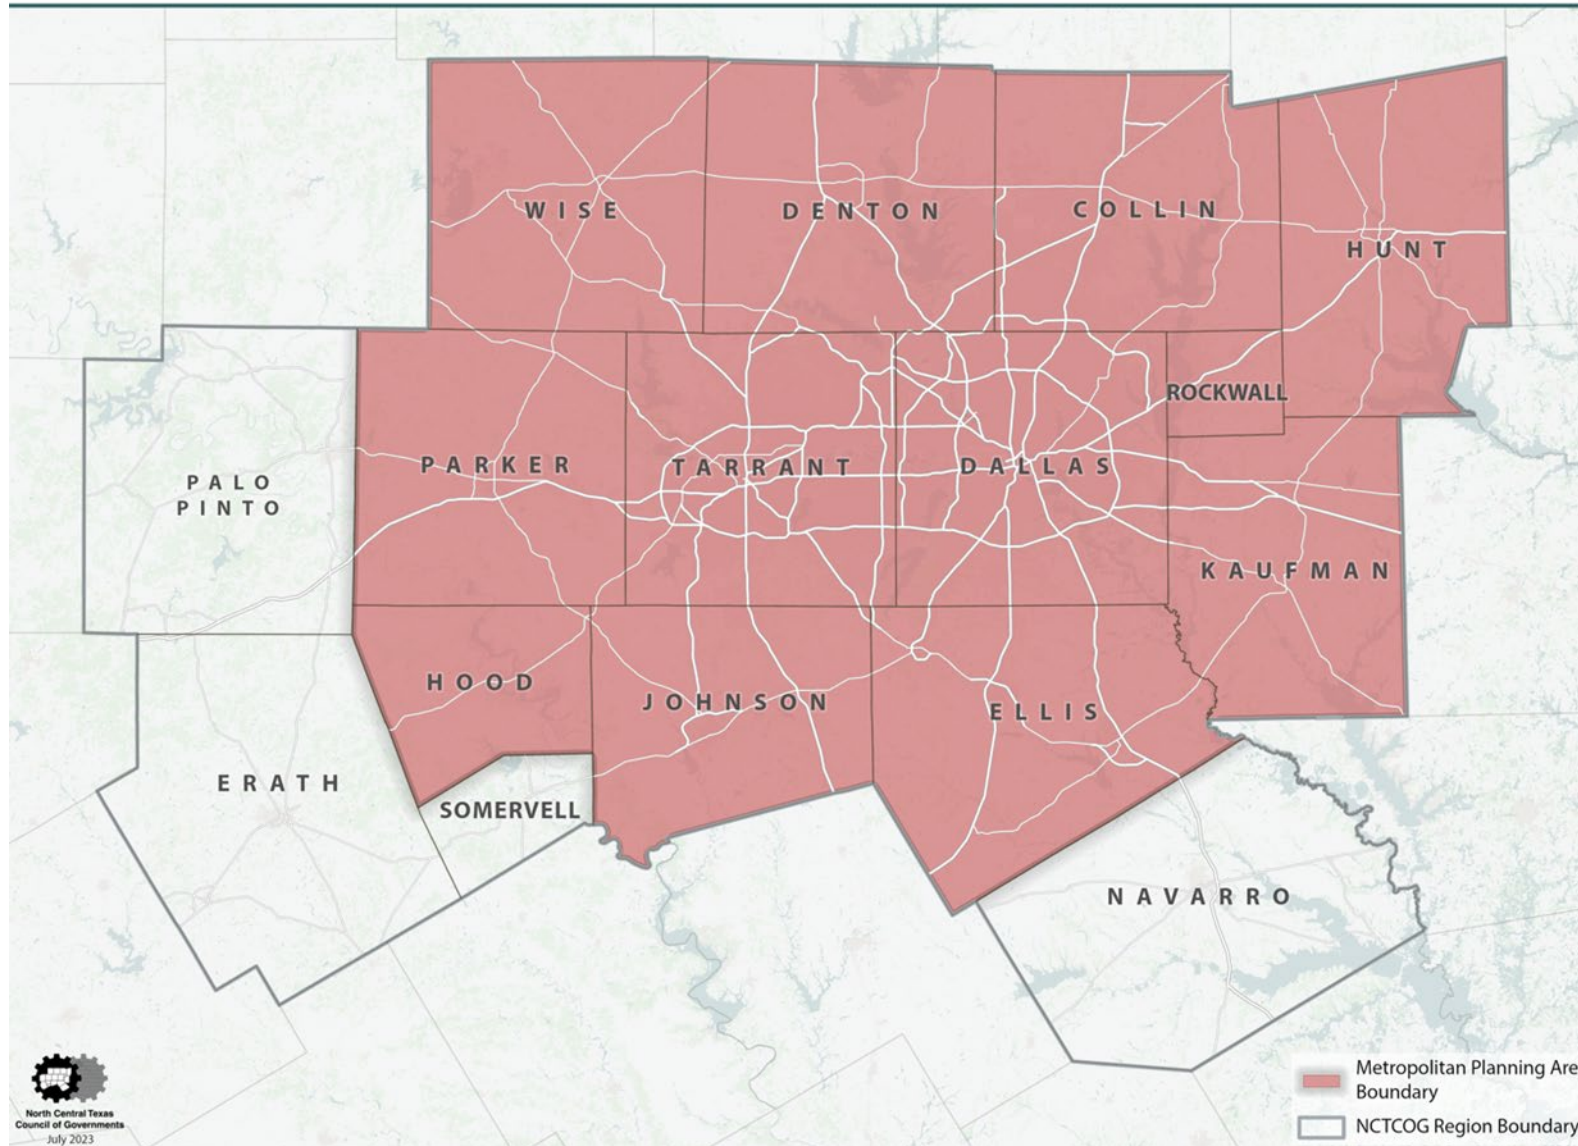 WISE
DENTON
COLLIN
HUNT
ROCKWALL
PALO
PINTO
PARKER
TARRANT
DALLAS
KAUFMAN
HOOD
JOHNSON
ELLIS
ERATH
SOMERVELL
NAVARRO
North Central Texas
Council of Governments
July 2023
Metropolitan Planning Are
Boundary
NCTCOG Region Boundary